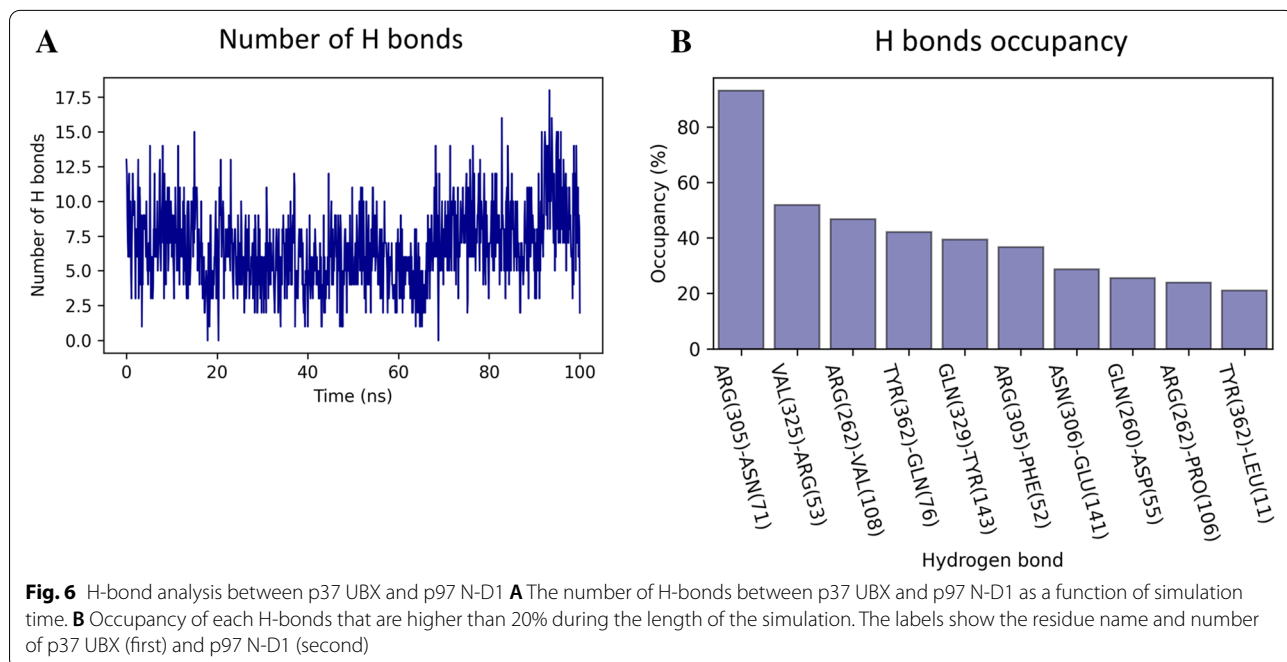 A
Number of H bonds
17.5
15.0
12.5
10.0
7.5
5.0
2.5
0.0
Number of H bonds
0 20 40 60 80 100
Time (ns)
B
H bonds occupancy
80
60
40
20
0
Occupancy (%)
ARG(305)-ASN(71)
VAL(325)-ARG(53)
ARG(262)-VAL(108)
TYR(362)-GLN(76)
GLN(329)-TYR(143)
ARG(305)-PHE(52)
ASN(306)-GLU(141)
GLN(260)-ASP(55)
ARG(262)-PRO(106)
TYR(362)-LEU(11)
Hydrogen bond
Fig. 6 H-bond analysis between p37 UBX and p97 N-D1 A The number of H-bonds between p37 UBX and p97 N-D1 as a function of simulation
time. B Occupancy of each H-bonds that are higher than 20% during the length of the simulation. The labels show the residue name and number
of p37 UBX (first) and p97 N-D1 (second)